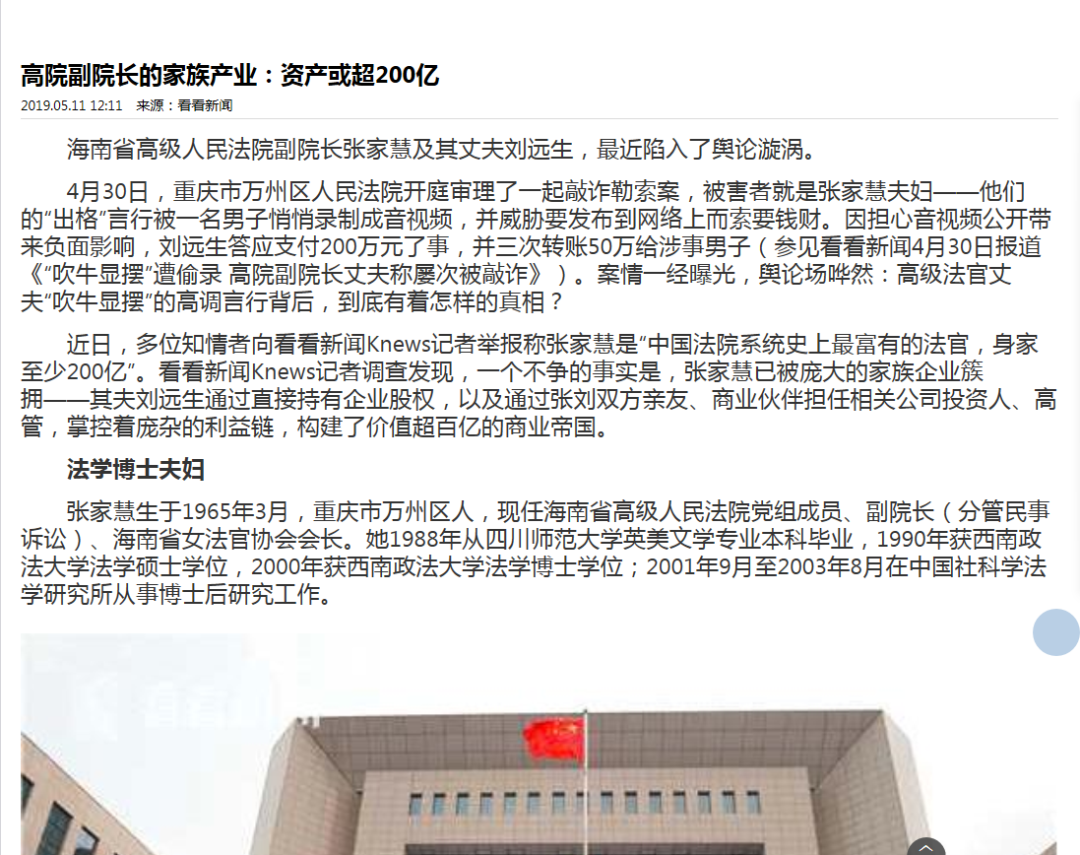 高院副院长的家族产业：资产或超200亿
2019.05.11 12:11 来源：看看新闻
海南省高级人民法院副院长张家慧及其丈夫刘远生，最近陷入了舆论漩涡。
4月30日，重庆市万州区人民法院开庭审理了一起敲诈勒索案，被害者就是张家慧夫妇——他们
的“出格”言行被一名男子悄悄录制成音视频，并威胁要发布到网络上而索要钱财。因担心音视频公开带
来负面影响，刘远生答应支付200万元了事，并三次转账50万给涉事男子（参见看看新闻4月30日报道
《“吹牛显摆”遭偷录 高院副院长丈夫称屡次被敲诈》）。案情一经曝光，舆论场哗然：高级法官丈
夫“吹牛显摆”的高调言行背后，到底有着怎样的真相？
近日，多位知情者向看看新闻Knews记者举报称张家慧是“中国法院系统史上最富有的法官，身家
至少200亿”。看看新闻Knews记者调查发现，一个不争的事实是，张家慧已被庞大的家族企业簇
拥——其夫刘远生通过直接持有企业股权，以及通过张刘双方亲友、商业伙伴担任相关公司投资人、高
管，掌控着庞杂的利益链，构建了价值超百亿的商业帝国。
法学博士夫妇
张家慧生于1965年3月，重庆市万州区人，现任海南省高级人民法院党组成员、副院长（分管民事
诉讼）、海南省女法官协会会长。她1988年从四川师范大学英美文学专业本科毕业，1990年获西南政
法大学法学硕士学位，2000年获西南政法大学法学博士学位；2001年9月至2003年8月在中国社科学法
学研究所从事博士后研究工作。